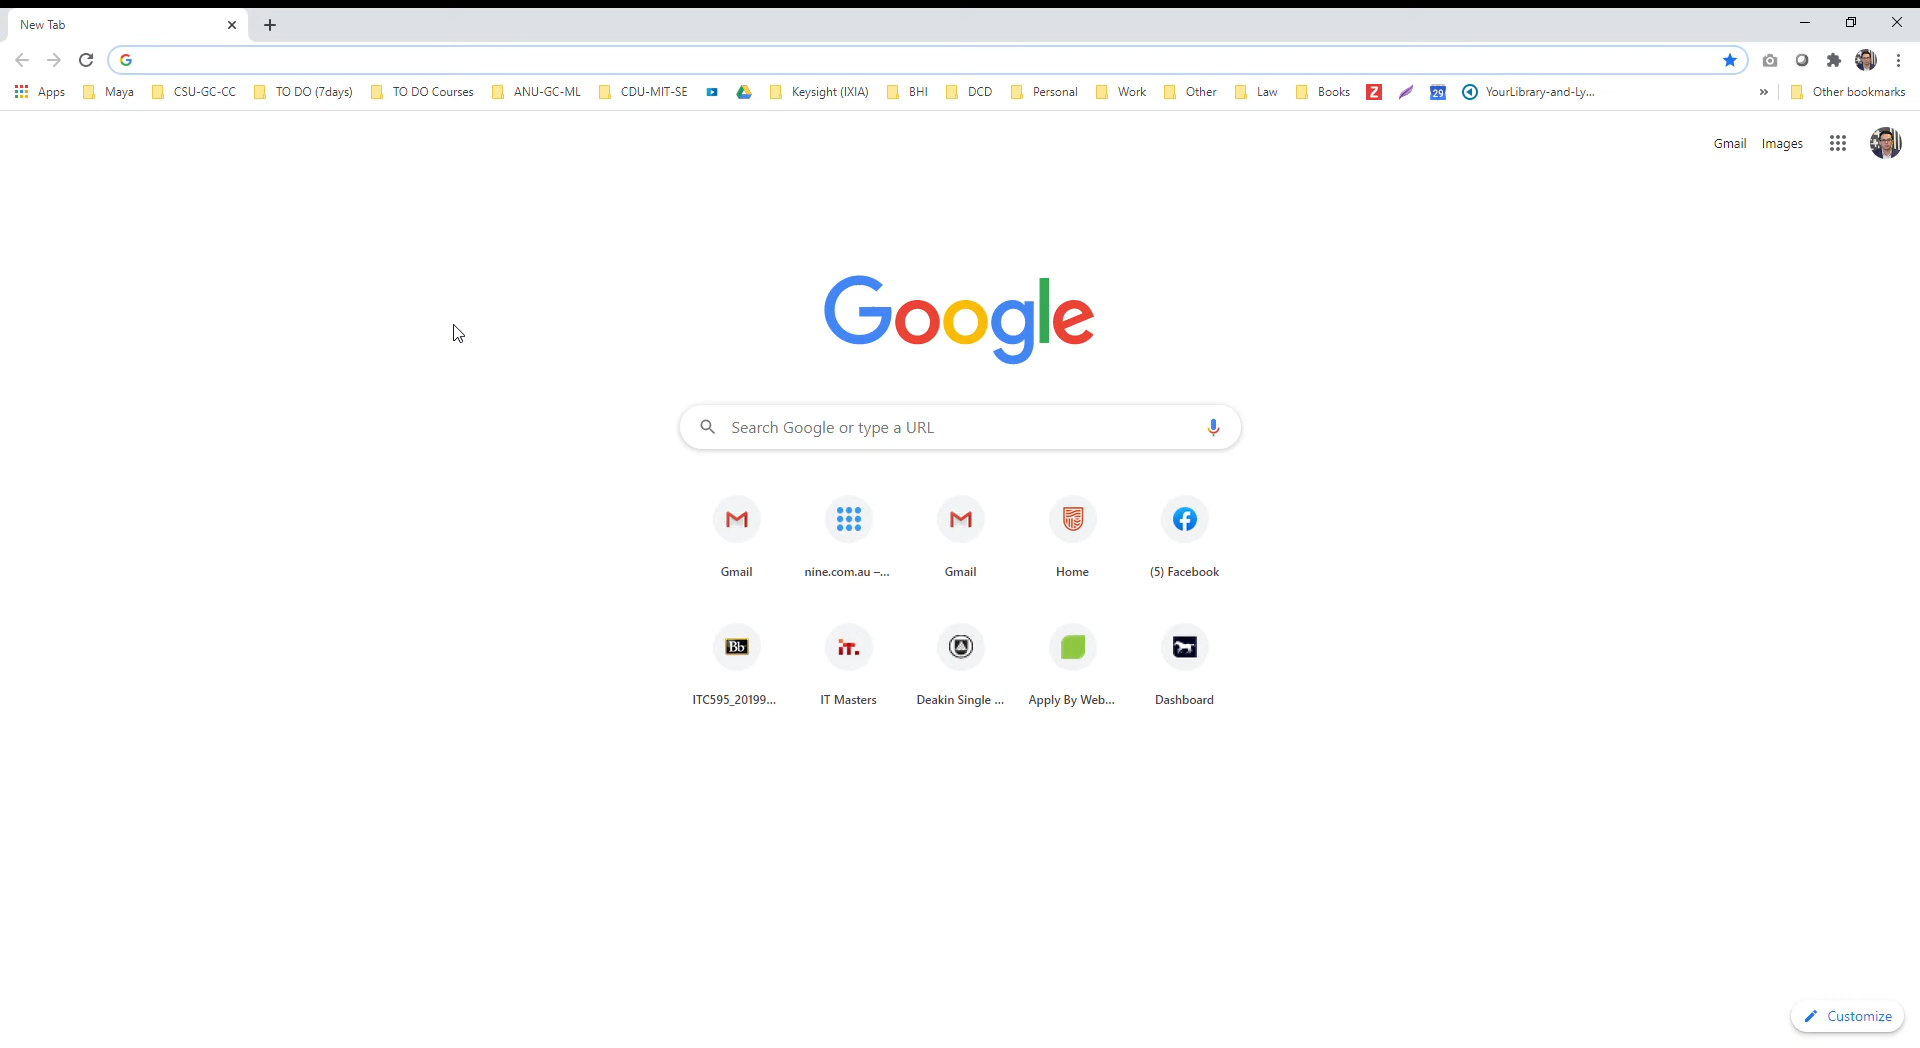 New Tab
Apps Maya CSU-GC-CC TO DO (7days) TO DO Courses ANU-GC-ML CDU-MIT-SE Keysight (IXIA) BHI DCD Personal Work Other Law Books Z 29 YourLibrary-and-Ly... » Other bookmarks
Gmail Images
Google
Search Google or type a URL
Gmail nine.com.au –... Gmail Home (5) Facebook
Bb iT.
ITC595_20199... IT Masters Deakin Single ... Apply By Web... Dashboard
Customize